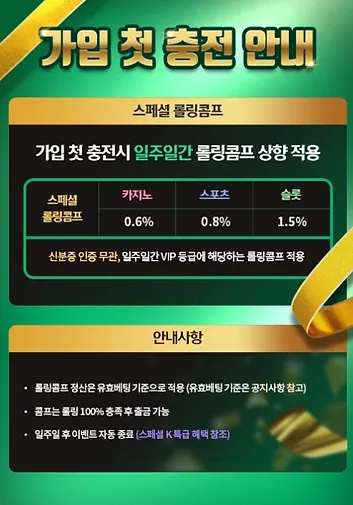 가입 첫 충전 안내
스페셜 롤링콤프
가입 첫 충전시 일주일간 롤링콤프 상향 적용
스페셜 롤링콤프 카지노 스포츠 슬롯
0.6% 0.8% 1.5%
신분증 인증 무관, 일주일간 VIP 등급에 해당하는 롤링콤프 적용
안내사항
• 롤링콤프 정산은 유효베팅 기준으로 적용 (유효베팅 기준은 공지사항 참고)
• 콤프는 롤링 100% 충족 후 출금 가능
• 일주일 후 이벤트 자동 종료 (스페셜 K 특급 혜택 참조)